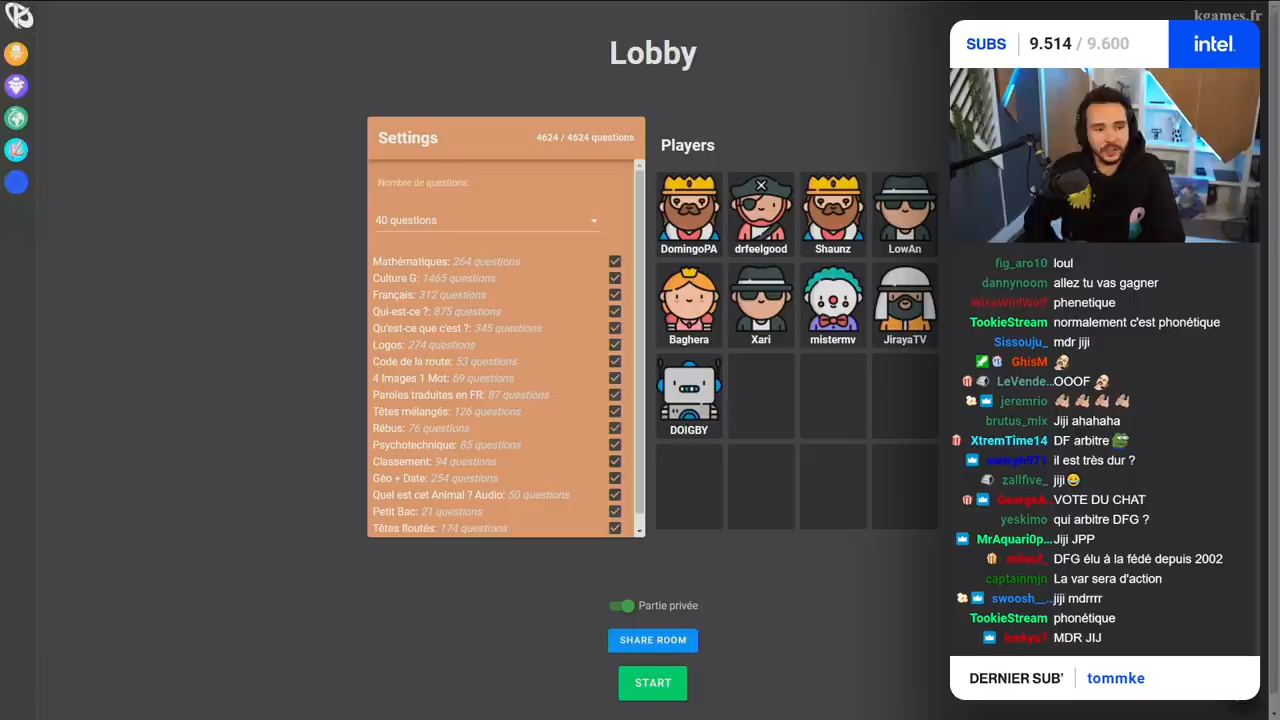 kgames.fr
Lobby
Settings
4624 / 4624 questions
Nombre de questions:
40 questions
Mathématiques: 264 questions
Culture G: 1465 questions
Français: 312 questions
Qui-est-ce ?: 875 questions
Qu'est-ce que c'est ?: 345 questions
Logos: 274 questions
Code de la route: 53 questions
4 Images 1 Mot: 69 questions
Paroles traduites en FR: 87 questions
Têtes mélangés: 126 questions
Rébus: 76 questions
Psychotechnique: 85 questions
Classement: 94 questions
Géo + Date: 254 questions
Quel est cet Animal ? Audio: 50 questions
Petit Bac: 21 questions
Têtes floutés: 174 questions
Players
DomingoPA
drfeelgood
Shaunz
LowAn
Baghera
Xari
mistermv
JirayaTV
DOIGBY
Partie privée
SHARE ROOM
START
SUBS 9.514 / 9.600
intel.
fig_aro10 loul
dannynoom allez tu vas gagner
phenetique
TookieStream normalement c'est phonétique
Sissouju_ mdr jiji
GhisM
LeVende... OOOF
jeremrio
brutus_mlx Jiji ahahaha
XtremTime14 DF arbitre
il est très dur ?
zallfive_ jiji
GeorgeA... VOTE DU CHAT
yeskimo qui arbitre DFG ?
MrAquari0p... Jiji JPP
DFG élu à la fédé depuis 2002
captainmjn La var sera d'action
swoosh__... jiji mdrrrr
TookieStream phonétique
MDR JIJ
DERNIER SUB' tommke